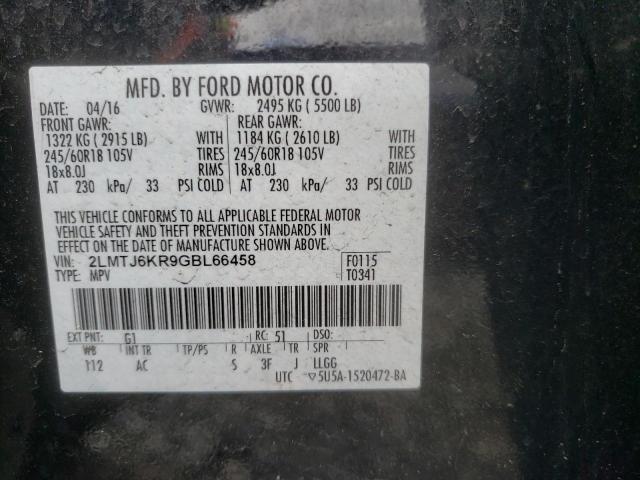 MFD. BY FORD MOTOR CO.
DATE: 04/16 GVWR: 2495 KG ( 5500 LB)
FRONT GAWR: REAR GAWR:
1322 KG ( 2915 LB) WITH 1184 KG ( 2610 LB) WITH
245/60R18 105V TIRES 245/60R18 105V TIRES
18x8.0J RIMS 18x8.0J RIMS
AT 230 kPa/ 33 PSI COLD AT 230 kPa/ 33 PSI COLD
THIS VEHICLE CONFORMS TO ALL APPLICABLE FEDERAL MOTOR
VEHICLE SAFETY AND THEFT PREVENTION STANDARDS IN
EFFECT ON THE DATE OF MANUFACTURE SHOWN ABOVE.
VIN: 2LMTJ6KR9GBL66458 F0115
TYPE: MPV T0341
EXT PNT: G1 RC: 51 DSO:
WB INT TR TP/PS R AXLE TR SPR
112 AC S 3F J LLGG
UTC ▽5U5A-1520472-BA